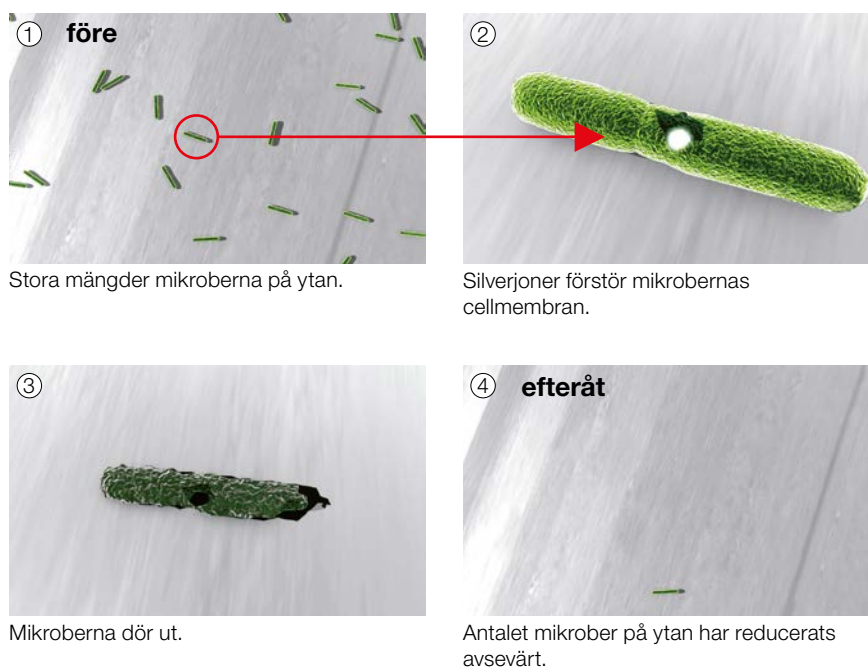 ① före
Stora mängder mikroberna på ytan.
②
Silverjoner förstör mikrobernas
cellmembran.
③
Mikroberna dör ut.
④ efteråt
Antalet mikrober på ytan har reducerats
avsevärt.